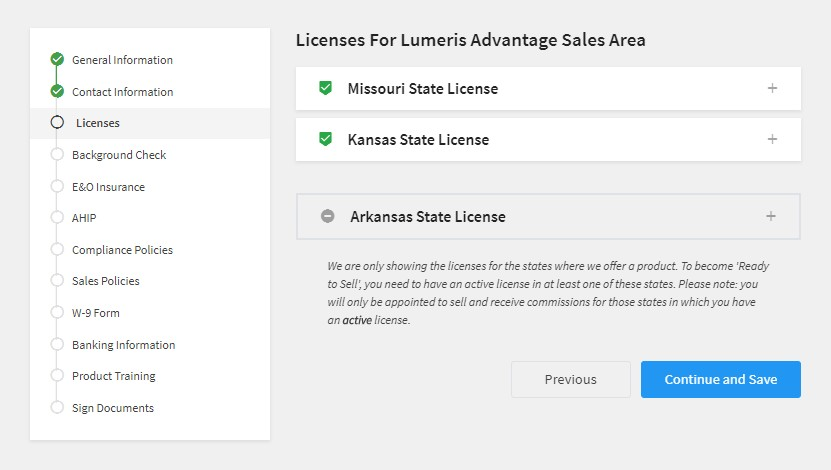 General Information
Contact Information
Licenses
Background Check
E&O Insurance
AHIP
Compliance Policies
Sales Policies
W-9 Form
Banking Information
Product Training
Sign Documents
Licenses For Lumeris Advantage Sales Area
Missouri State License
Kansas State License
Arkansas State License
We are only showing the licenses for the states where we offer a product. To become 'Ready
to Sell', you need to have an active license in at least one of these states. Please note: you
will only be appointed to sell and receive commissions for those states in which you have
an active license.
Previous
Continue and Save